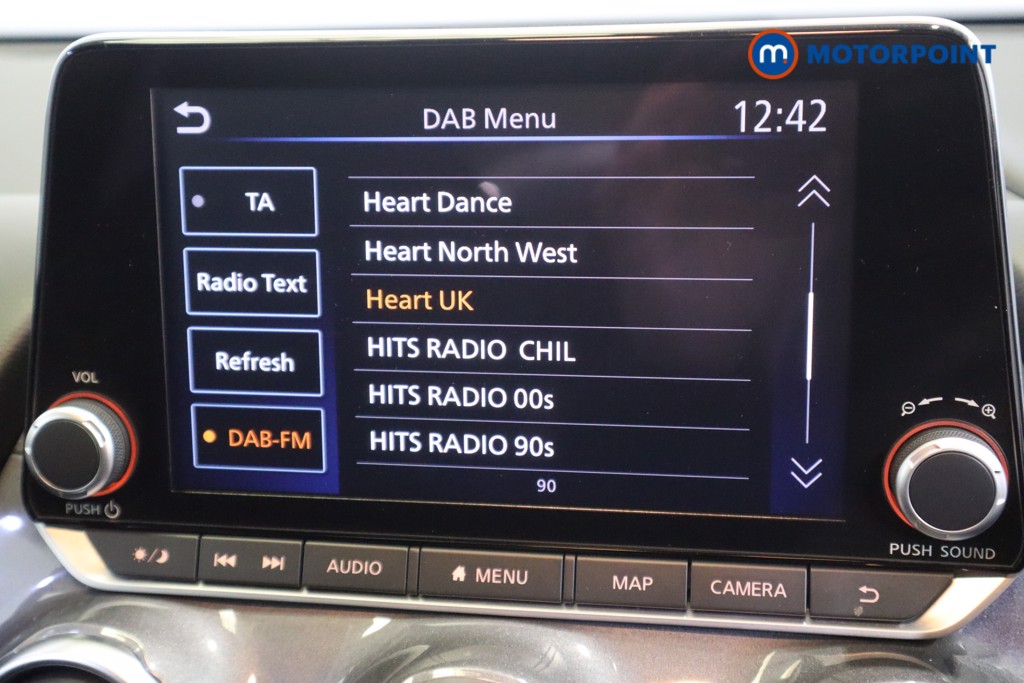 m MOTORPOINT
DAB Menu
12:42
TA
Radio Text
Refresh
DAB-FM
Heart Dance
Heart North West
Heart UK
HITS RADIO CHIL
HITS RADIO 00s
HITS RADIO 90s
90
VOL
PUSH
PUSH SOUND
AUDIO
MENU
MAP
CAMERA